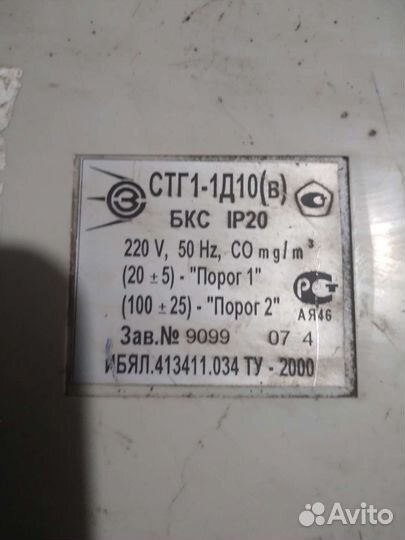 СТГ1-1Д10(в)
БКС IP20
220 V, 50 Hz, CO mg/m³
(20 ± 5) - "Порог 1"
(100 ± 25) - "Порог 2"
АЯ46
Зав.№ 9099 07 4
ИБЯЛ.413411.034 ТУ - 2000
Avito